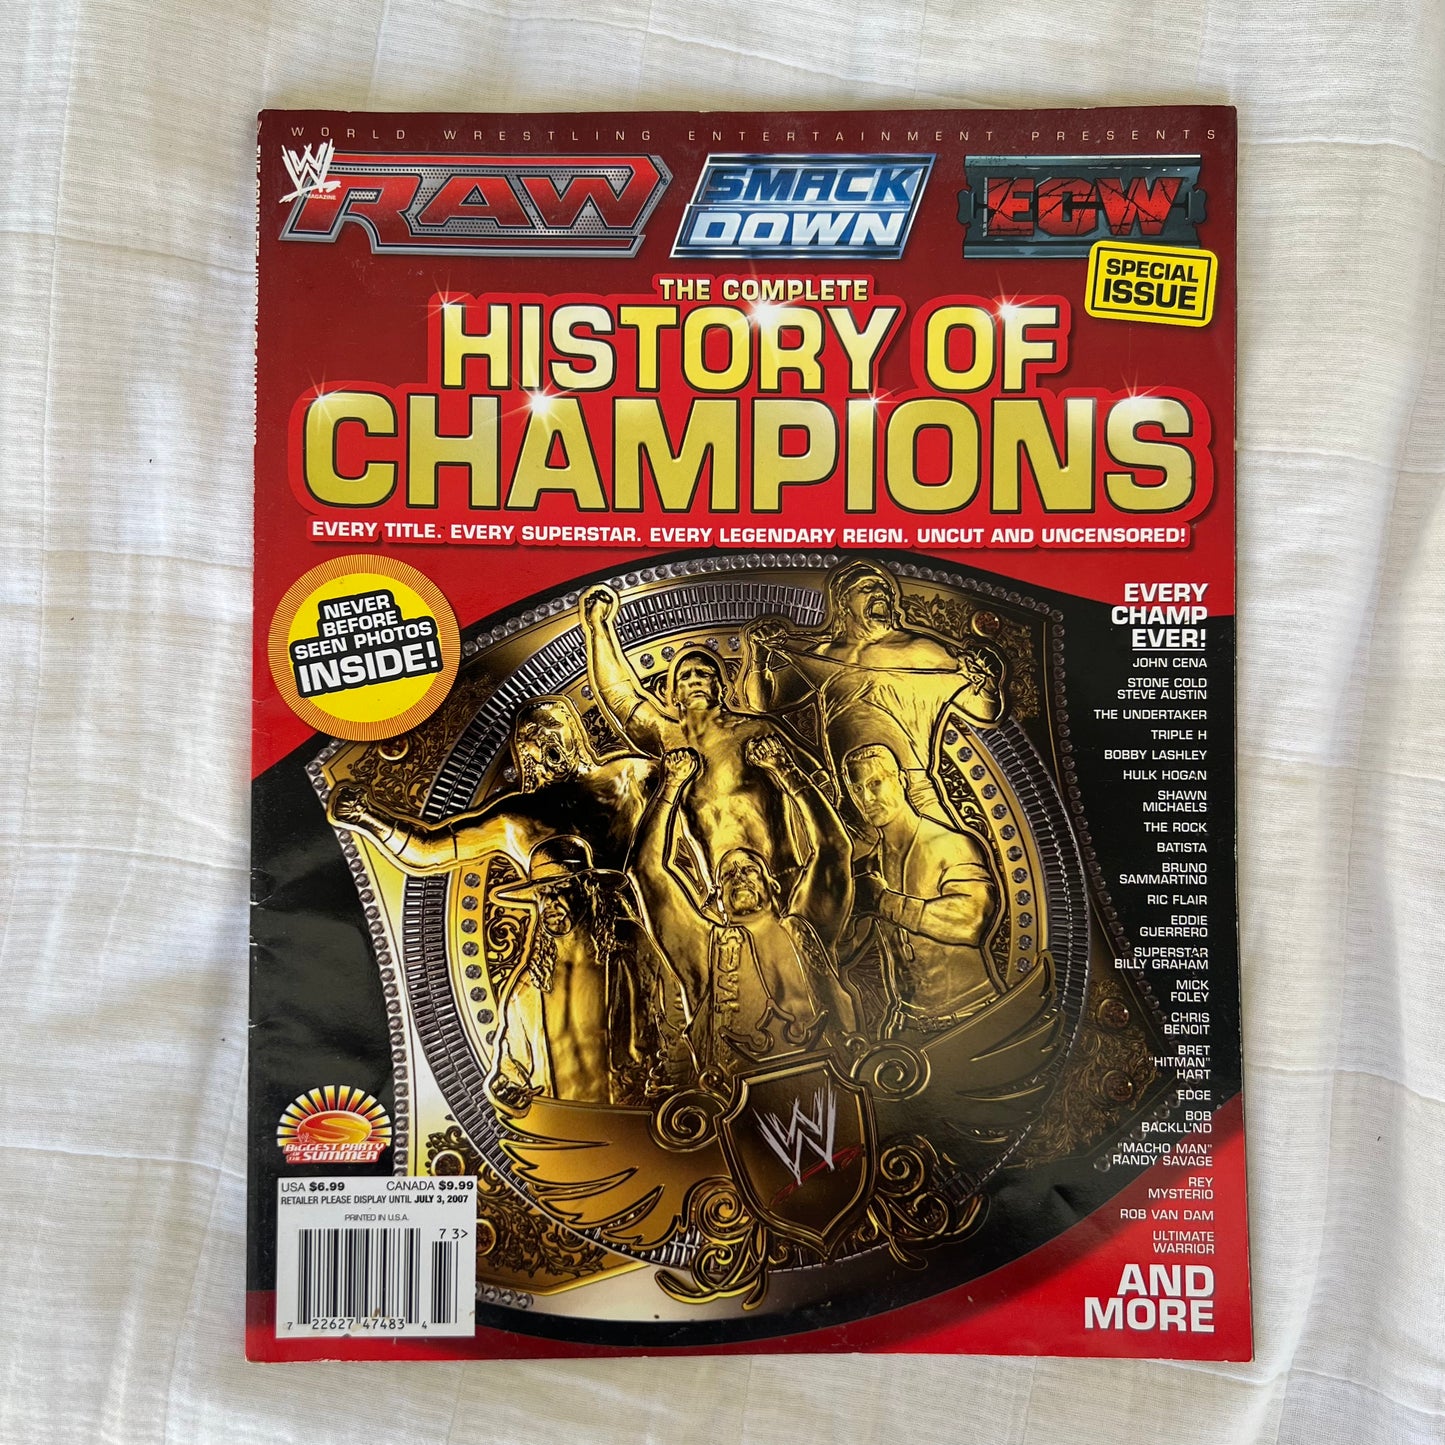 WORLD WRESTLING ENTERTAINMENT PRESENTS
W
MAGAZINE
RAW
SMACK
DOWN
ECW
SPECIAL
ISSUE
THE COMPLETE
HISTORY OF
CHAMPIONS
EVERY TITLE. EVERY SUPERSTAR. EVERY LEGENDARY REIGN. UNCUT AND UNCENSORED!
NEVER
BEFORE
SEEN PHOTOS
INSIDE!
EVERY
CHAMP
EVER!
JOHN CENA
STONE COLD
STEVE AUSTIN
THE UNDERTAKER
TRIPLE H
BOBBY LASHLEY
HULK HOGAN
SHAWN
MICHAELS
THE ROCK
BATISTA
BRUNO
SAMMARTINO
RIC FLAIR
EDDIE
GUERRERO
SUPERSTAR
BILLY GRAHAM
MICK
FOLEY
CHRIS
BENOIT
BRET
"HITMAN"
HART
EDGE
BOB
BACKLUND
"MACHO MAN"
RANDY SAVAGE
REY
MYSTERIO
ROB VAN DAM
ULTIMATE
WARRIOR
AND
MORE
W
BIGGEST PARTY
OF THE SUMMER
USA $6.99 CANADA $9.99
RETAILER PLEASE DISPLAY UNTIL JULY 3, 2007
PRINTED IN U.S.A.
73>
7 22627 47483 4